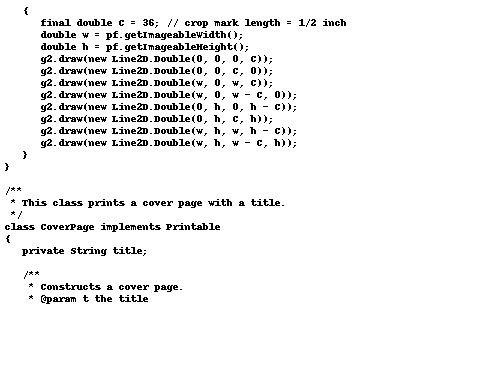 {
final double C = 36; // crop mark length = 1/2 inch
double w = pf.getImageableWidth();
double h = pf.getImageableHeight();
g2.draw(new Line2D.Double(0, 0, 0, C));
g2.draw(new Line2D.Double(0, 0, C, 0));
g2.draw(new Line2D.Double(w, 0, w, C));
g2.draw(new Line2D.Double(w, 0, w - C, 0));
g2.draw(new Line2D.Double(0, h, 0, h - C));
g2.draw(new Line2D.Double(0, h, C, h));
g2.draw(new Line2D.Double(w, h, w, h - C));
g2.draw(new Line2D.Double(w, h, w - C, h));
}
}
/**
* This class prints a cover page with a title.
*/
class CoverPage implements Printable
{
private String title;
/**
* Constructs a cover page.
* @param t the title